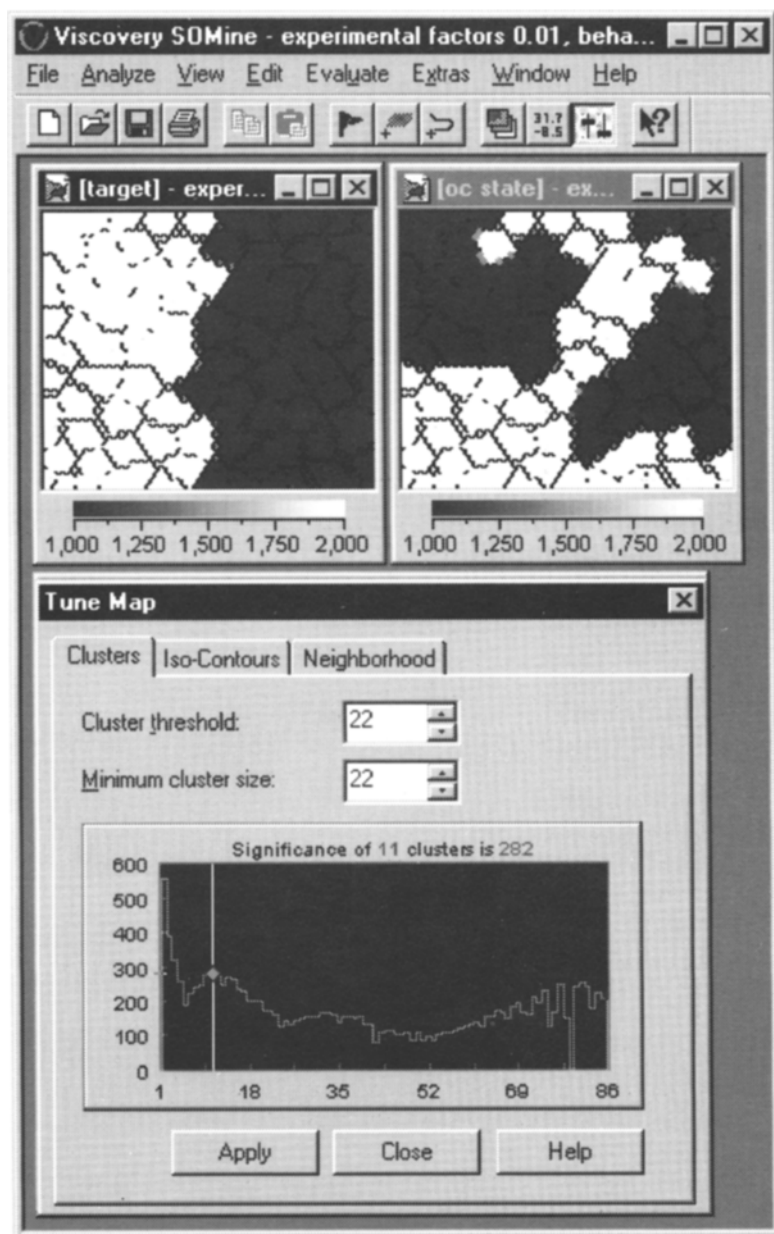 Viscovery SOMine - experimental factors 0.01, beha...
File Analyze View Edit Evaluate Extras Window Help
31.7
-8.5
[target] - exper...
[oc state] - ex...
1,000 1,250 1,500 1,750 2,000
1,000 1,250 1,500 1,750 2,000
Tune Map
Clusters Iso-Contours Neighborhood
Cluster threshold: 22
Minimum cluster size: 22
Significance of 11 clusters is 282
600
500
400
300
200
100
0
1 18 35 52 69 86
Apply Close Help